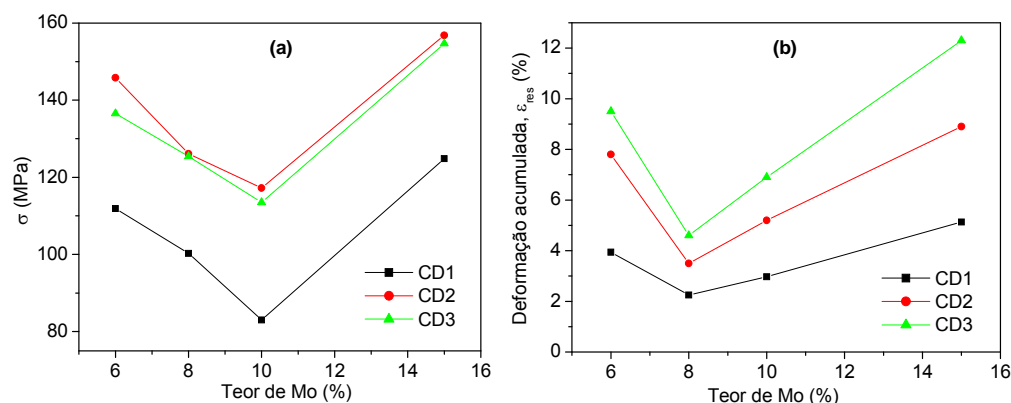 (a)
σ (MPa)
160
140
120
100
80
6 8 10 12 14 16
Teor de Mo (%)
CD1
CD2
CD3
(b)
Deformação acumulada, εres (%)
12
10
8
6
4
2
0
6 8 10 12 14 16
Teor de Mo (%)
CD1
CD2
CD3